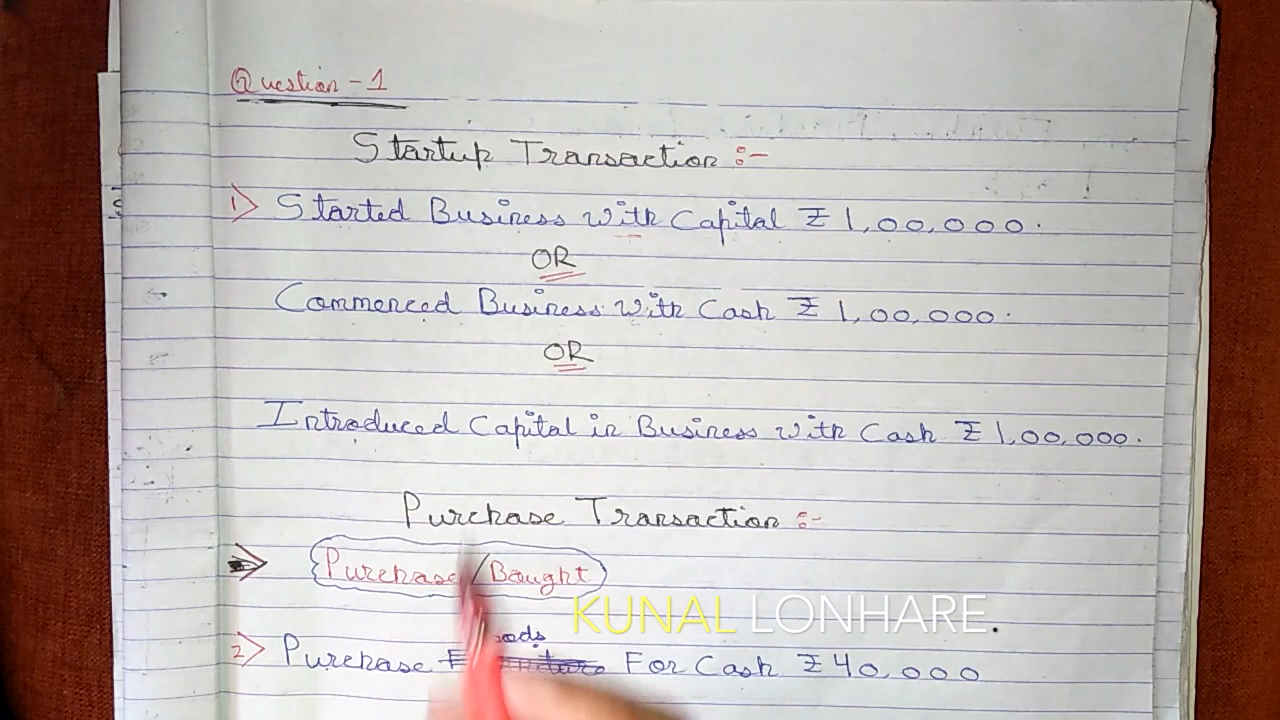 Question - 1
Startup Transaction :-
1> Started Business with Capital ₹ 1,00,000.
OR
Commenced Business with Cash ₹ 1,00,000.
OR
Introduced Capital in Business with Cash ₹ 1,00,000.
Purchase Transaction :-
Purchase / Bought
KUNAL LONHARE.
2> Purchase For Cash ₹ 40,000